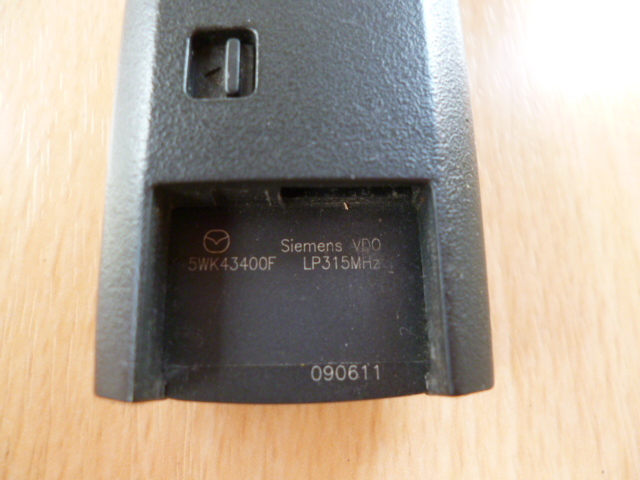 Siemens VDO
5WK43400F LP315MHz
090611